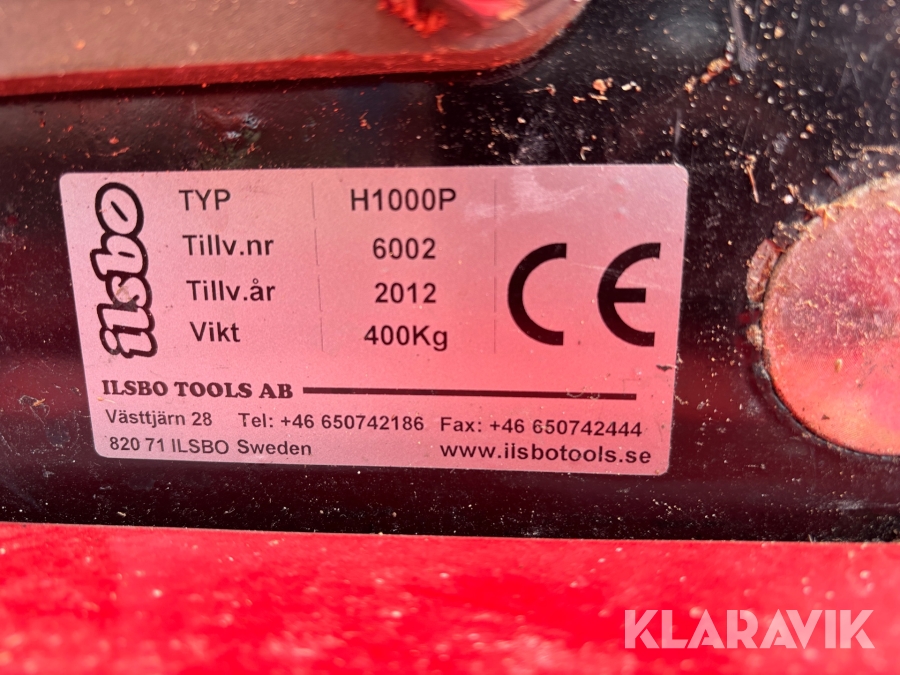 ilsbo
TYP H1000P
Tillv.nr 6002
Tillv.år 2012
Vikt 400Kg
CE
ILSBO TOOLS AB
Västtjärn 28 Tel: +46 650742186 Fax: +46 650742444
820 71 ILSBO Sweden www.ilsbotools.se
KLARAVIK